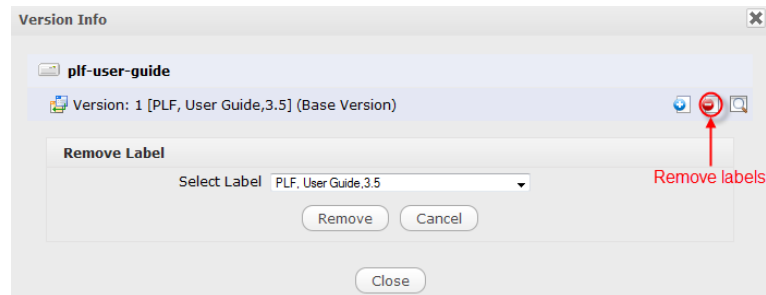 Version Info
plf-user-guide
Version: 1 [PLF, User Guide,3.5] (Base Version)
Remove Label
Remove labels
Select Label PLF, User Guide,3.5
Remove Cancel
Close